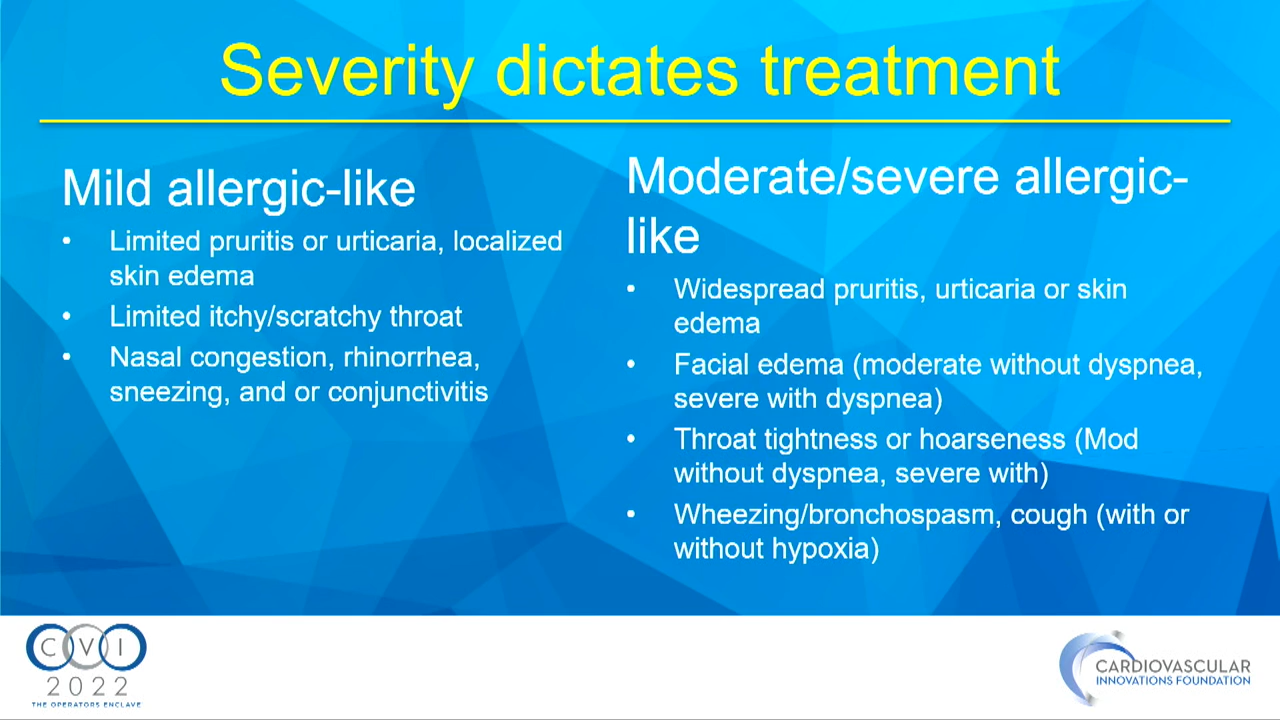 Severity dictates treatment
Mild allergic-like
• Limited pruritis or urticaria, localized
skin edema
• Limited itchy/scratchy throat
• Nasal congestion, rhinorrhea,
sneezing, and or conjunctivitis
Moderate/severe allergic-
like
• Widespread pruritis, urticaria or skin
edema
• Facial edema (moderate without dyspnea,
severe with dyspnea)
• Throat tightness or hoarseness (Mod
without dyspnea, severe with)
• Wheezing/bronchospasm, cough (with or
without hypoxia)
CVI
2022
THE OPERATORS ENCLAVE
CARDIOVASCULAR
INNOVATIONS FOUNDATION